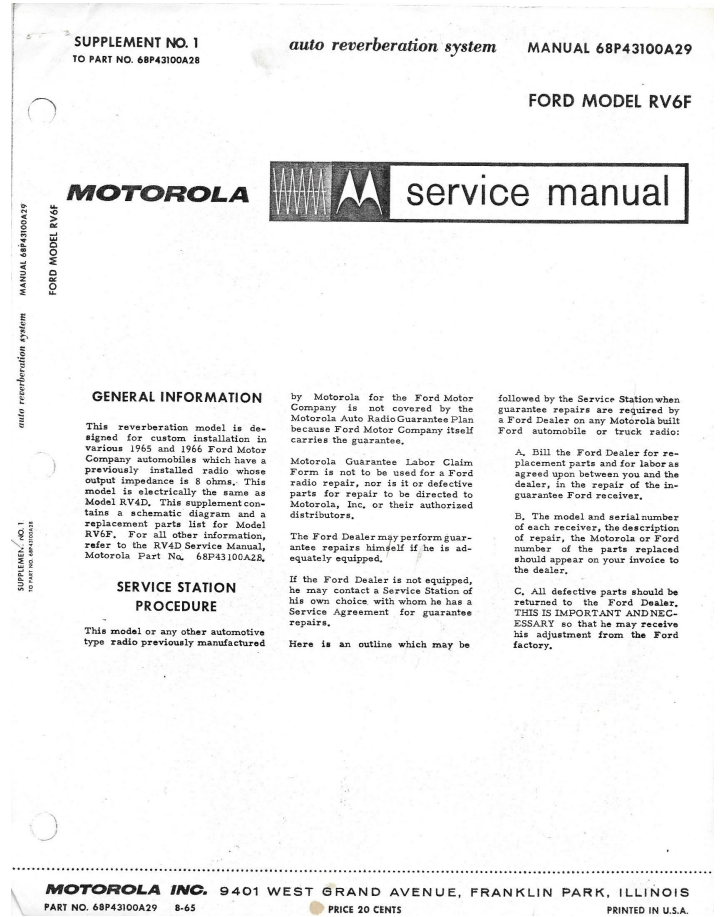 SUPPLEMENT NO. 1
TO PART NO. 68P43100A28
auto reverberation system
MANUAL 68P43100A29
FORD MODEL RV6F
MOTOROLA
service manual
MANUAL 68P43100A29
FORD MODEL RV6F
auto reverberation system
SUPPLEMEN. NO. 1
TO PART NO. 68P43100A28
GENERAL INFORMATION
This reverberation model is de-
signed for custom installation in
various 1965 and 1966 Ford Motor
Company automobiles which have a
previously installed radio whose
output impedance is 8 ohms. This
model is electrically the same as
Model RV4D. This supplement con-
tains a schematic diagram and a
replacement parts list for Model
RV6F. For all other information,
refer to the RV4D Service Manual,
Motorola Part No. 68P43100A28.
SERVICE STATION
PROCEDURE
This model or any other automotive
type radio previously manufactured
by Motorola for the Ford Motor
Company is not covered by the
Motorola Auto Radio Guarantee Plan
because Ford Motor Company itself
carries the guarantee.
Motorola Guarantee Labor Claim
Form is not to be used for a Ford
radio repair, nor is it or defective
parts for repair to be directed to
Motorola, Inc. or their authorized
distributors.
The Ford Dealer may perform guar-
antee repairs himself if he is ad-
equately equipped.
If the Ford Dealer is not equipped,
he may contact a Service Station of
his own choice with whom he has a
Service Agreement for guarantee
repairs.
Here is an outline which may be
followed by the Service Station when
guarantee repairs are required by
a Ford Dealer on any Motorola built
Ford automobile or truck radio:
A. Bill the Ford Dealer for re-
placement parts and for labor as
agreed upon between you and the
dealer, in the repair of the in-
guarantee Ford receiver.
B. The model and serial number
of each receiver, the description
of repair, the Motorola or Ford
number of the parts replaced
should appear on your invoice to
the dealer.
C. All defective parts should be
returned to the Ford Dealer.
THIS IS IMPORTANT AND NEC-
ESSARY so that he may receive
his adjustment from the Ford
factory.
MOTOROLA INC. 9401 WEST GRAND AVENUE, FRANKLIN PARK, ILLINOIS
PART NO. 68P43100A29 8-65
PRICE 20 CENTS
PRINTED IN U.S.A.